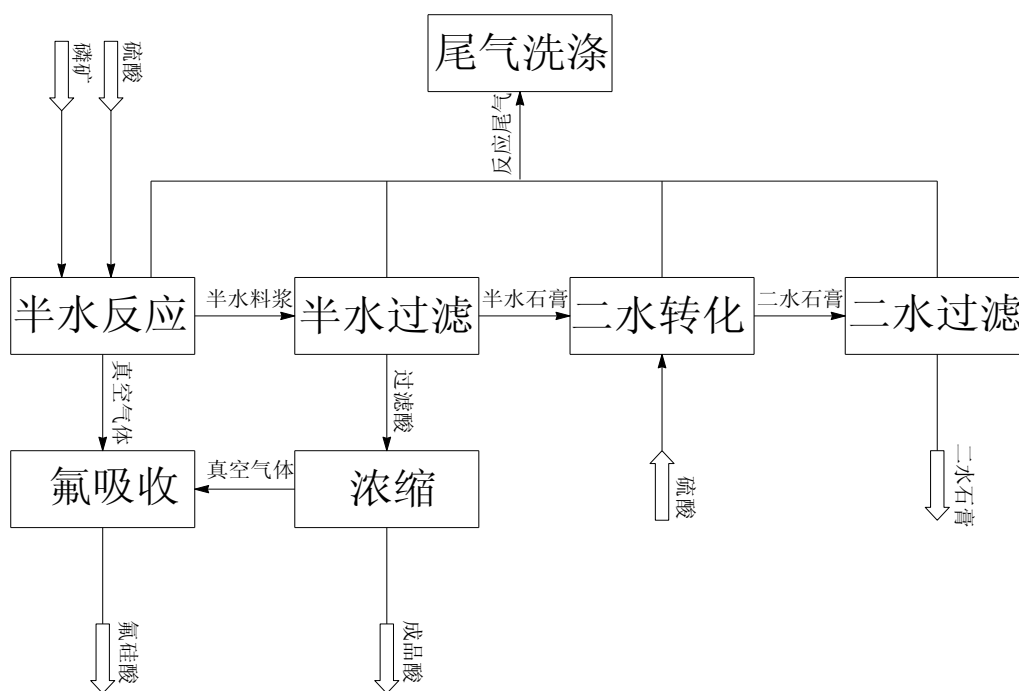 尾气洗涤
磷矿
硫酸
反应尾气
半水反应
半水料浆
半水过滤
半水石膏
二水转化
二水石膏
二水过滤
真空气体
过滤酸
氟吸收
真空气体
浓缩
硫酸
二水石膏
氟硅酸
成品酸